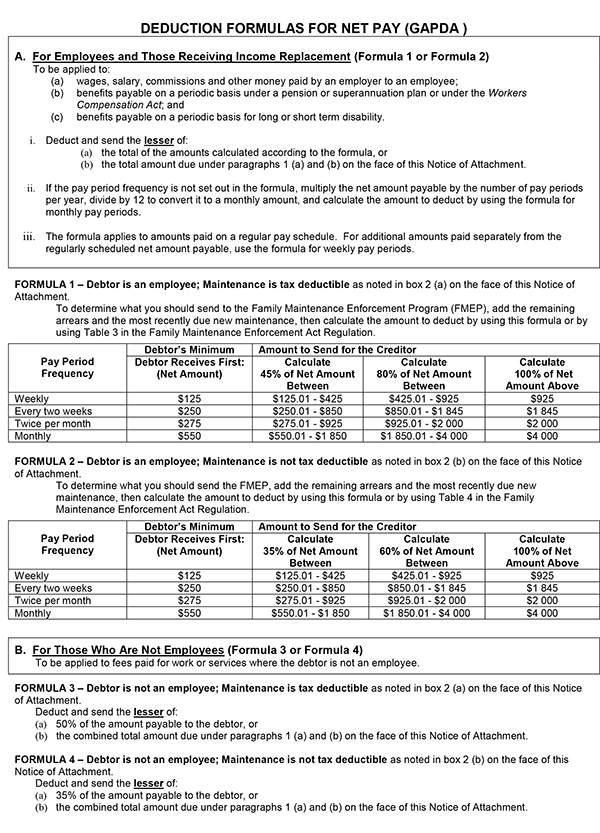 DEDUCTION FORMULAS FOR NET PAY (GAPDA )
A. For Employees and Those Receiving Income Replacement (Formula 1 or Formula 2)
To be applied to:
(a) wages, salary, commissions and other money paid by an employer to an employee;
(b) benefits payable on a periodic basis under a pension or superannuation plan or under the Workers
Compensation Act; and
(c) benefits payable on a periodic basis for long or short term disability.
i. Deduct and send the lesser of:
(a) the total of the amounts calculated according to the formula, or
(b) the total amount due under paragraphs 1 (a) and (b) on the face of this Notice of Attachment.
ii. If the pay period frequency is not set out in the formula, multiply the net amount payable by the number of pay periods
per year, divide by 12 to convert it to a monthly amount, and calculate the amount to deduct by using the formula for
monthly pay periods.
iii. The formula applies to amounts paid on a regular pay schedule. For additional amounts paid separately from the
regularly scheduled net amount payable, use the formula for weekly pay periods.
FORMULA 1 – Debtor is an employee; Maintenance is tax deductible as noted in box 2 (a) on the face of this Notice of
Attachment.
To determine what you should send to the Family Maintenance Enforcement Program (FMEP), add the remaining
arrears and the most recently due new maintenance, then calculate the amount to deduct by using this formula or by
using Table 3 in the Family Maintenance Enforcement Act Regulation.
Debtor's Minimum Amount to Send for the Creditor
Pay Period Debtor Receives First: Calculate Calculate Calculate
Frequency (Net Amount) 45% of Net Amount 80% of Net Amount 100% of Net
Between Between Amount Above
Weekly $125 $125.01 - $425 $425.01 - $925 $925
Every two weeks $250 $250.01 - $850 $850.01 - $1 845 $1 845
Twice per month $275 $275.01 - $925 $925.01 - $2 000 $2 000
Monthly $550 $550.01 - $1 850 $1 850.01 - $4 000 $4 000
FORMULA 2 – Debtor is an employee; Maintenance is not tax deductible as noted in box 2 (b) on the face of this Notice
of Attachment.
To determine what you should send the FMEP, add the remaining arrears and the most recently due new
maintenance, then calculate the amount to deduct by using this formula or by using Table 4 in the Family
Maintenance Enforcement Act Regulation.
Debtor's Minimum Amount to Send for the Creditor
Pay Period Debtor Receives First: Calculate Calculate Calculate
Frequency (Net Amount) 35% of Net Amount 60% of Net Amount 100% of Net
Between Between Amount Above
Weekly $125 $125.01 - $425 $425.01 - $925 $925
Every two weeks $250 $250.01 - $850 $850.01 - $1 845 $1 845
Twice per month $275 $275.01 - $925 $925.01 - $2 000 $2 000
Monthly $550 $550.01 - $1 850 $1 850.01 - $4 000 $4 000
B. For Those Who Are Not Employees (Formula 3 or Formula 4)
To be applied to fees paid for work or services where the debtor is not an employee.
FORMULA 3 – Debtor is not an employee; Maintenance is tax deductible as noted in box 2 (a) on the face of this Notice
of Attachment.
Deduct and send the lesser of:
(a) 50% of the amount payable to the debtor, or
(b) the combined total amount due under paragraphs 1 (a) and (b) on the face of this Notice of Attachment.
FORMULA 4 – Debtor is not an employee; Maintenance is not tax deductible as noted in box 2 (b) on the face of this
Notice of Attachment.
Deduct and send the lesser of:
(a) 35% of the amount payable to the debtor, or
(b) the combined total amount due under paragraphs 1 (a) and (b) on the face of this Notice of Attachment.